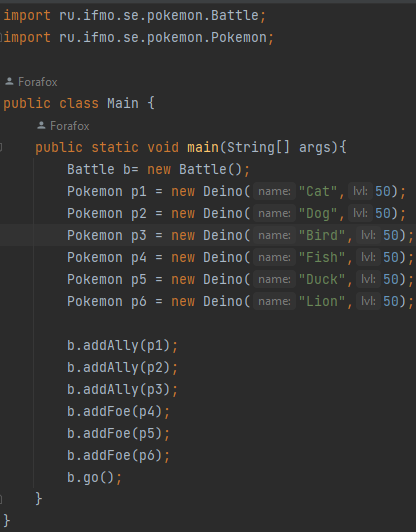 import ru.ifmo.se.pokemon.Battle;
import ru.ifmo.se.pokemon.Pokemon;
Forafox
public class Main {
Forafox
public static void main(String[] args){
Battle b= new Battle();
Pokemon p1 = new Deino( name: "Cat", lvl: 50);
Pokemon p2 = new Deino( name: "Dog", lvl: 50);
Pokemon p3 = new Deino( name: "Bird", lvl: 50);
Pokemon p4 = new Deino( name: "Fish", lvl: 50);
Pokemon p5 = new Deino( name: "Duck", lvl: 50);
Pokemon p6 = new Deino( name: "Lion", lvl: 50);
b.addAlly(p1);
b.addAlly(p2);
b.addAlly(p3);
b.addFoe(p4);
b.addFoe(p5);
b.addFoe(p6);
b.go();
}
}